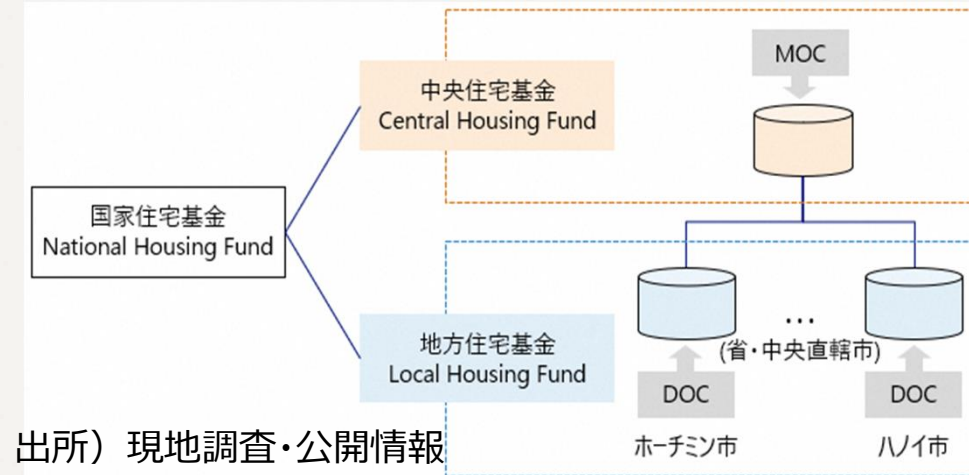 MOC
中央住宅基金
Central Housing Fund
国家住宅基金
National Housing Fund
地方住宅基金
Local Housing Fund
…
(省・中央直轄市)
DOC
DOC
ホーチミン市
ハノイ市
出所）現地調査・公開情報